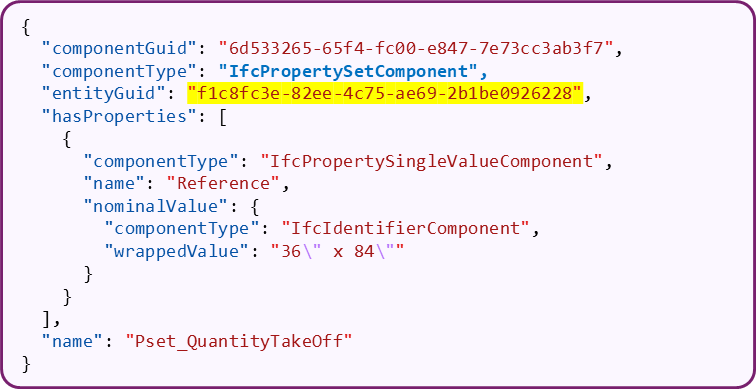 {
  "componentGuid": "6d533265-65f4-fc00-e847-7e73cc3ab3f7",
  "componentType": "IfcPropertySetComponent",
  "entityGuid": "f1c8fc3e-82ee-4c75-ae69-2b1be0926228",
  "hasProperties": [
    {
      "componentType": "IfcPropertySingleValueComponent",
      "name": "Reference",
      "nominalValue": {
        "componentType": "IfcIdentifierComponent",
        "wrappedValue": "36\" x 84\""
      }
    }
  ],
  "name": "Pset_QuantityTakeOff"
}